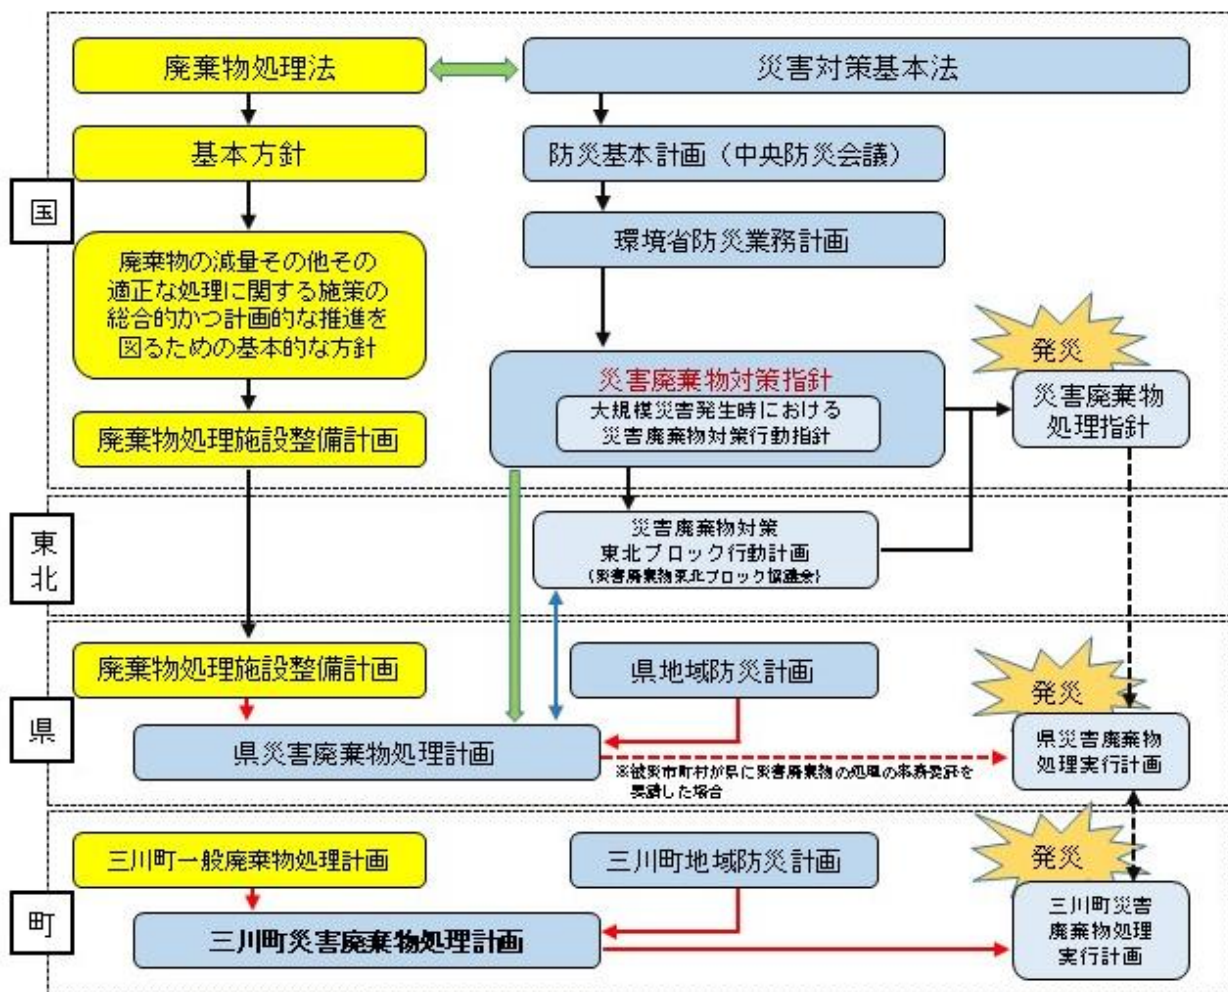 国
廃棄物処理法
災害対策基本法
基本方針
防災基本計画（中央防災会議）
環境省防災業務計画
廃棄物の減量その他その
適正な処理に関する施策の
総合的かつ計画的な推進を
図るための基本的な方針
発災
災害廃棄物対策指針
大規模災害発生時における
災害廃棄物対策行動指針
災害廃棄物
処理指針
廃棄物処理施設整備計画
東
北
災害廃棄物対策
東北ブロック行動計画
(災害廃棄物東北ブロック協議会)
県
廃棄物処理施設整備計画
県地域防災計画
発災
県災害廃棄物処理計画
県災害廃棄物
処理実行計画
※被災市町村が県に災害廃棄物の処理の事務委託を
要請した場合
町
三川町一般廃棄物処理計画
三川町地域防災計画
発災
三川町災害廃棄物処理計画
三川町災害
廃棄物処理
実行計画